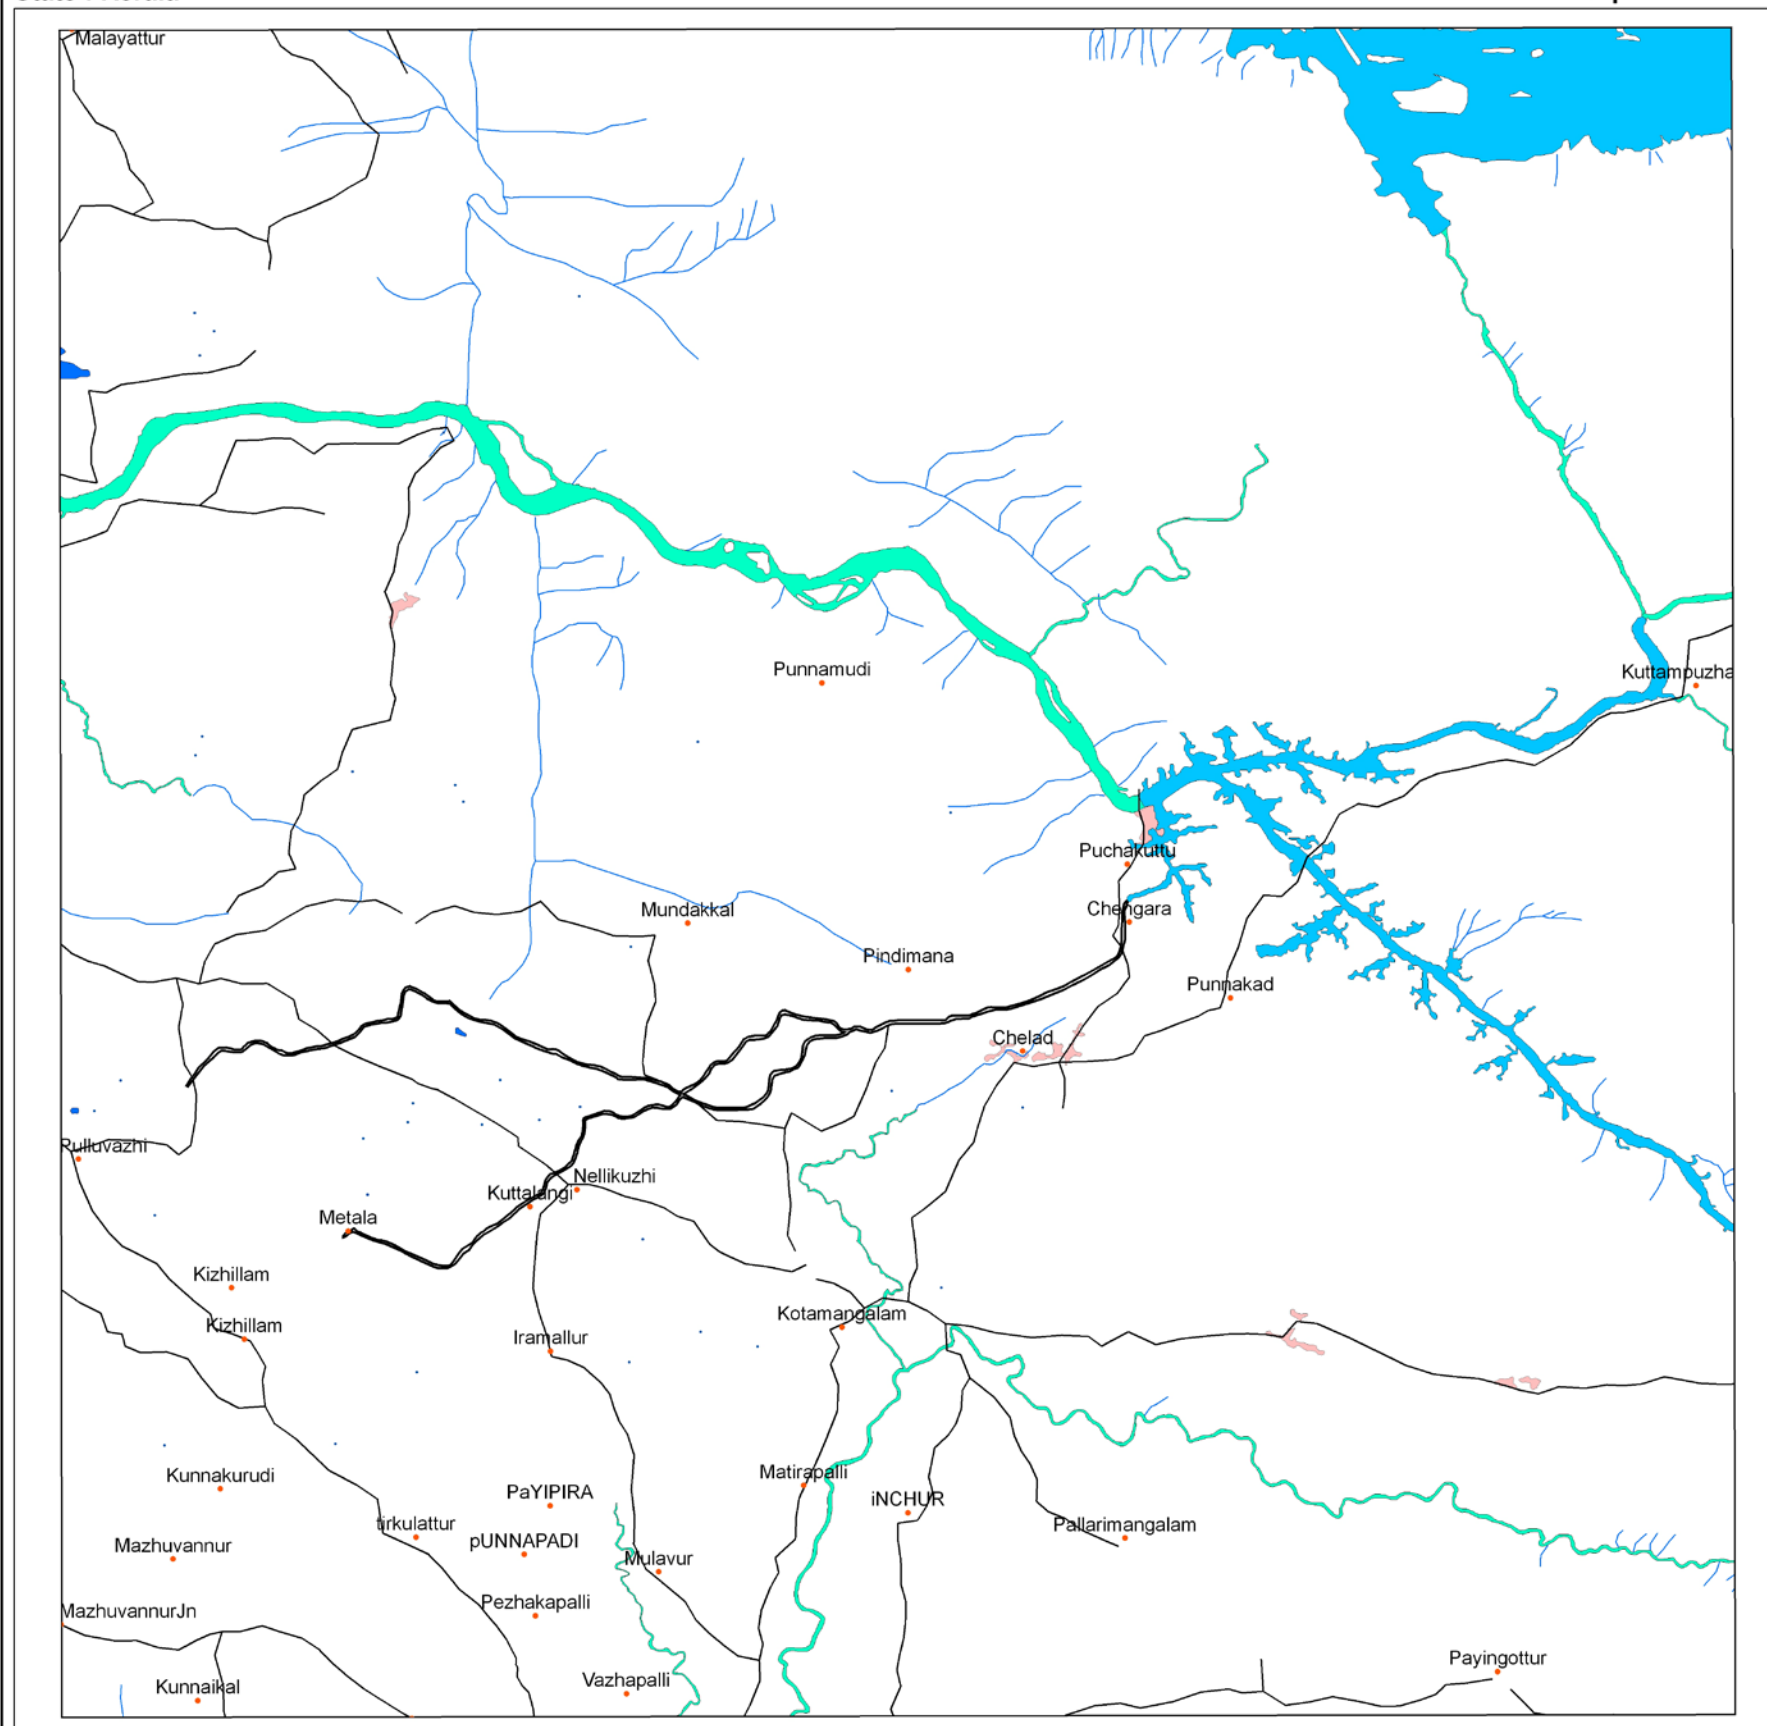 Malayattur
Punnamudi
Kuttampuzha
Puchakuttu
Mundakkal
Chengara
Pindimana
Punnakad
Chelad
Pulluvazhi
Nellikuzhi
Kuttalangi
Metala
Kizhillam
Kotamangalam
Kizhillam
Iramallur
Matirapalli
Kunnakurudi
PaYIPIRA
iNCHUR
tirkulattur
Pallarimangalam
pUNNAPADI
Mazhuvannur
Mulavur
Pezhakapalli
MazhuvannurJn
Payingottur
Vazhapalli
Kunnaikal